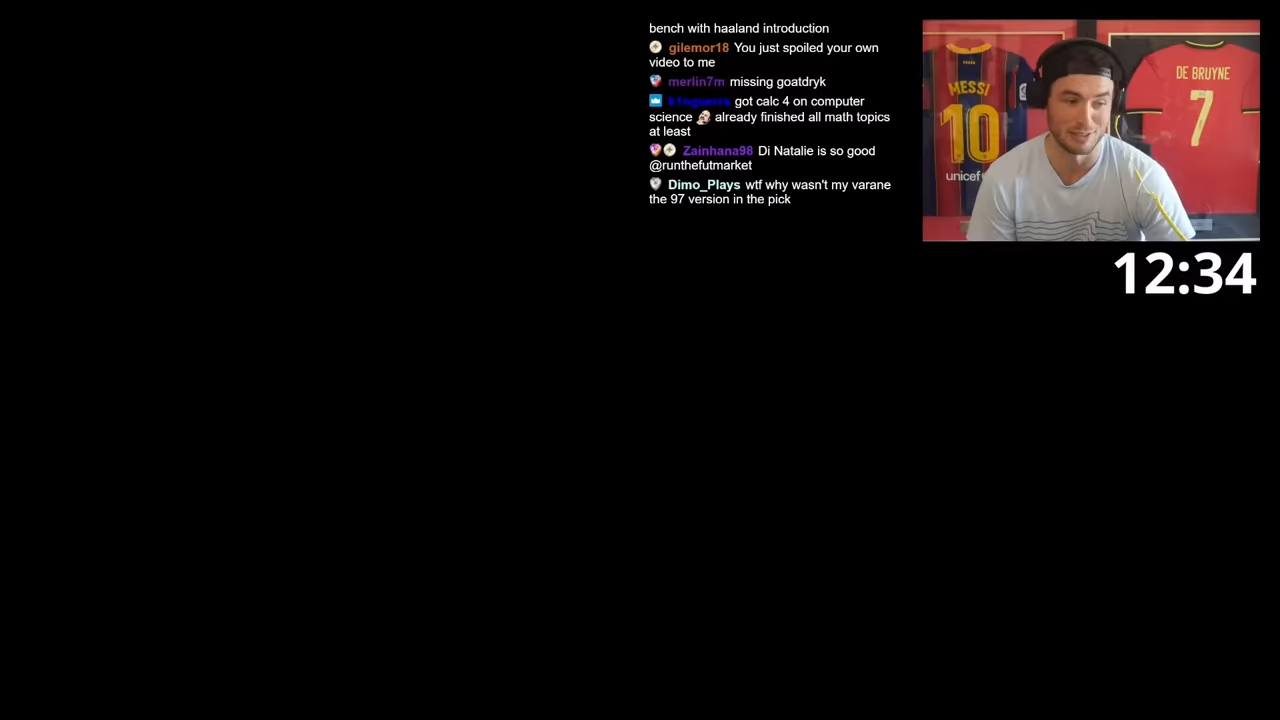 bench with haaland introduction
gilemor18 You just spoiled your own
video to me
merlin7m missing goatdryk
got calc 4 on computer
science already finished all math topics
at least
Zainhana98 Di Natalie is so good
@runthefutmarket
Dimo_Plays wtf why wasn't my varane
the 97 version in the pick
MESSI
10
unicef
DE BRUYNE
7
12:34